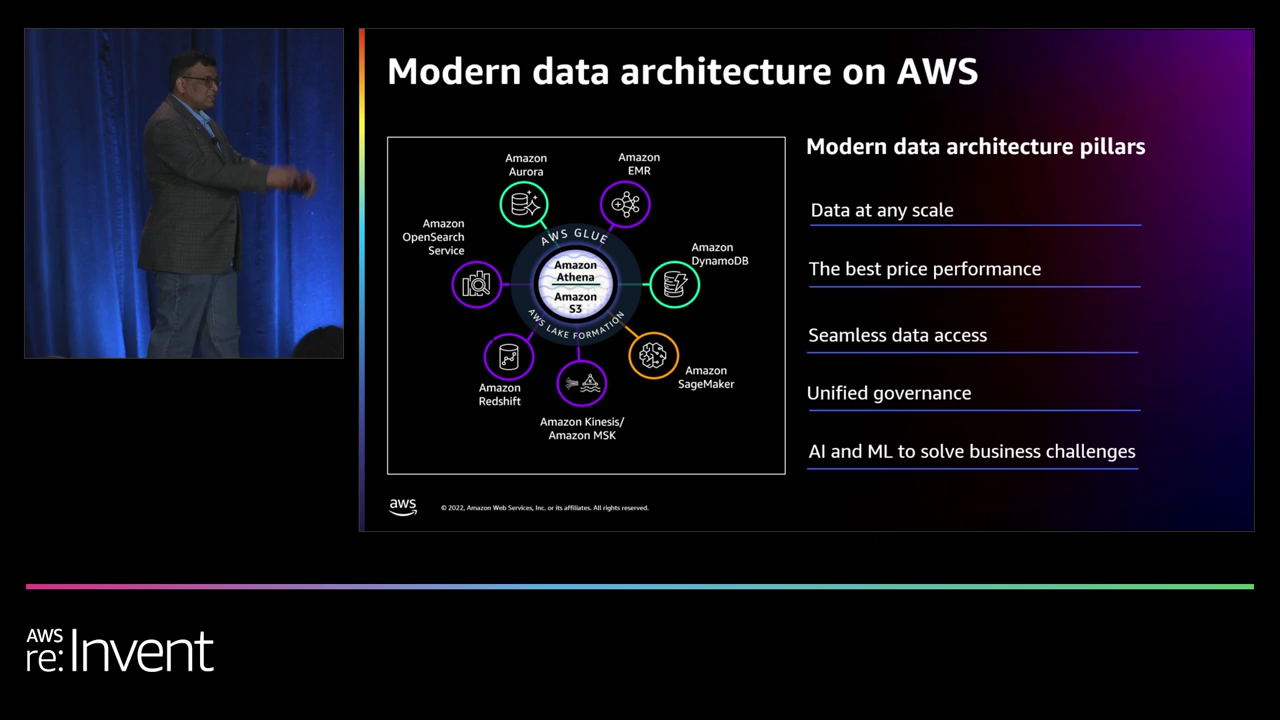 Modern data architecture on AWS
Amazon
Aurora
Amazon
EMR
Amazon
OpenSearch
Service
AWS GLUE
Amazon
DynamoDB
Amazon
Athena
Amazon
S3
AWS LAKE FORMATION
Amazon
Redshift
Amazon Kinesis/
Amazon MSK
Amazon
SageMaker
Modern data architecture pillars
Data at any scale
The best price performance
Seamless data access
Unified governance
AI and ML to solve business challenges
aws
© 2022, Amazon Web Services, Inc. or its affiliates. All rights reserved.
AWS
re:Invent